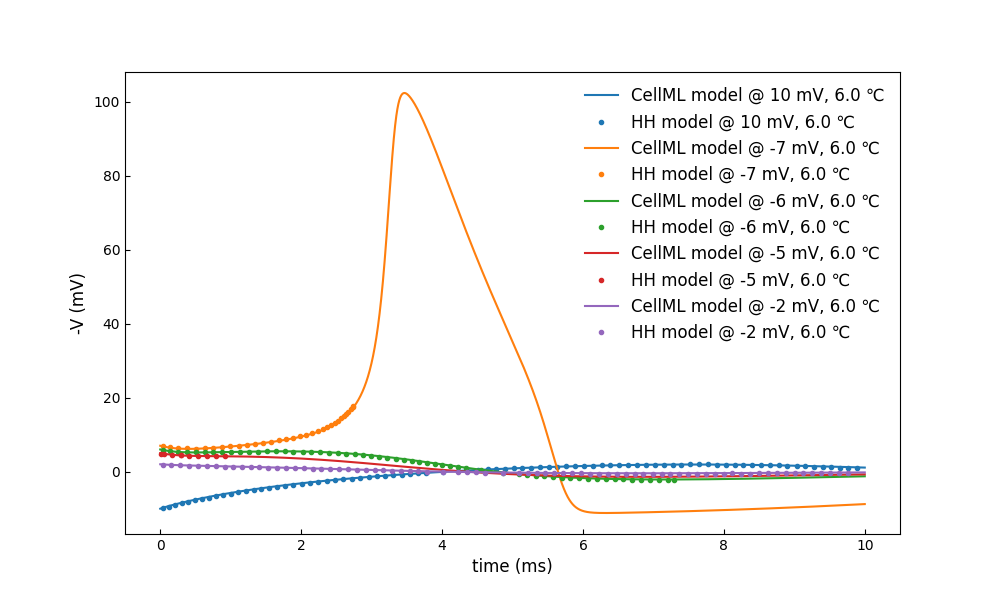 100
80
60
40
20
0
-V (mV)
CellML model @ 10 mV, 6.0 ℃
HH model @ 10 mV, 6.0 ℃
CellML model @ -7 mV, 6.0 ℃
HH model @ -7 mV, 6.0 ℃
CellML model @ -6 mV, 6.0 ℃
HH model @ -6 mV, 6.0 ℃
CellML model @ -5 mV, 6.0 ℃
HH model @ -5 mV, 6.0 ℃
CellML model @ -2 mV, 6.0 ℃
HH model @ -2 mV, 6.0 ℃
0 2 4 6 8 10
time (ms)